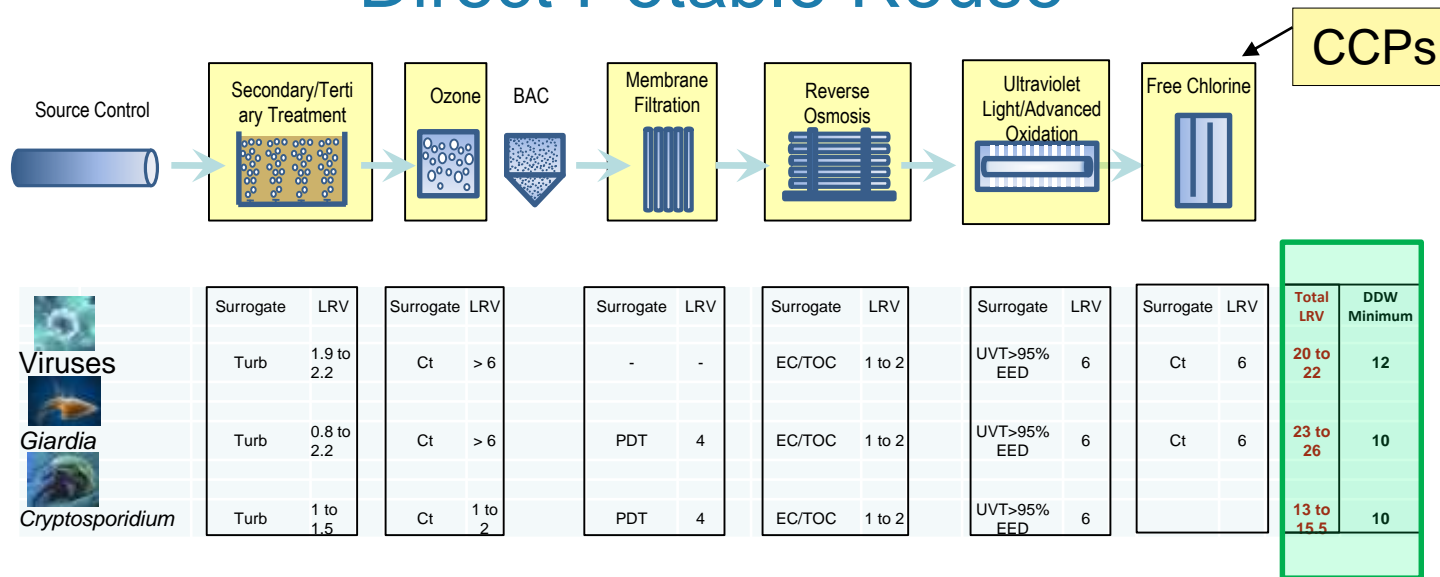 Direct Potable Reuse
CCPs
Source Control
Secondary/Terti
ary Treatment
Ozone
BAC
Membrane
Filtration
Reverse
Osmosis
Ultraviolet
Light/Advanced
Oxidation
Free Chlorine
Surrogate LRV Surrogate LRV Surrogate LRV Surrogate LRV Surrogate LRV Surrogate LRV Total LRV DDW Minimum
Viruses Turb 1.9 to 2.2 Ct > 6 - - EC/TOC 1 to 2 UVT>95% EED 6 Ct 6 20 to 22 12
Giardia Turb 0.8 to 2.2 Ct > 6 PDT 4 EC/TOC 1 to 2 UVT>95% EED 6 Ct 6 23 to 26 10
Cryptosporidium Turb 1 to 1.5 Ct 1 to 2 PDT 4 EC/TOC 1 to 2 UVT>95% EED 6 13 to 15.5 10